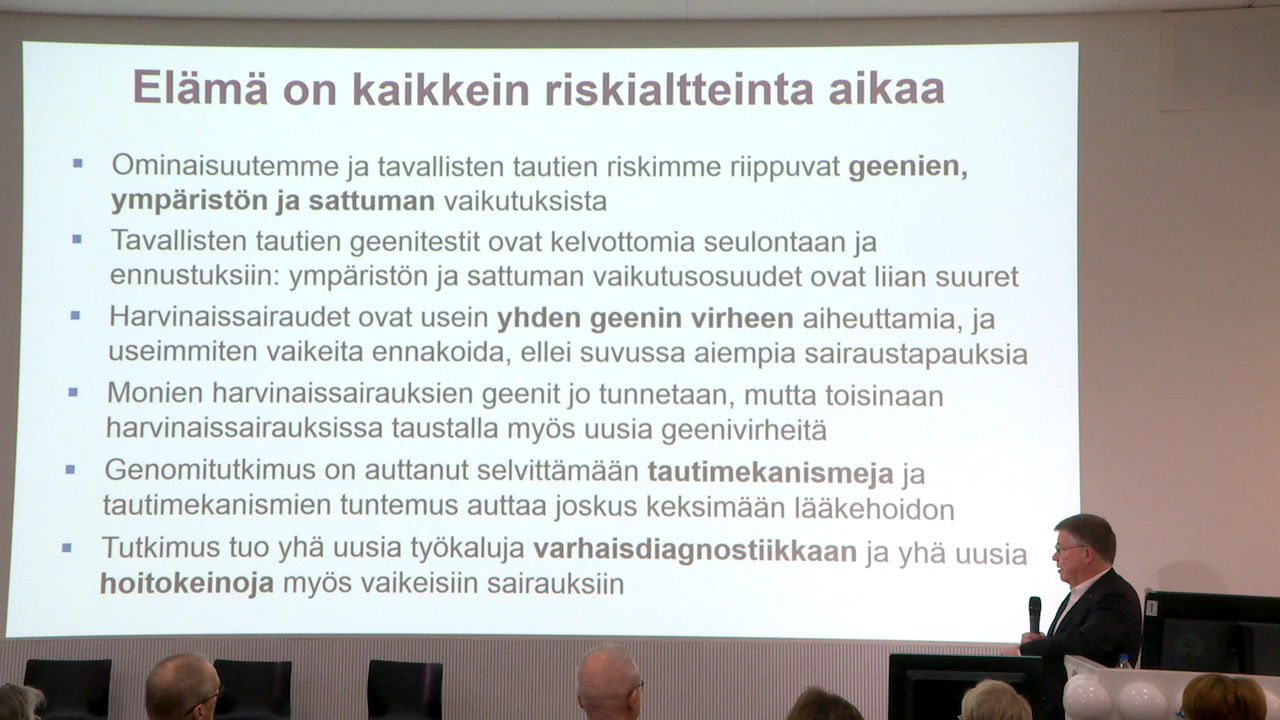 Elämä on kaikkein riskialtteinta aikaa
Ominaisuutemme ja tavallisten tautien riskimme riippuvat geenien,
ympäristön ja sattuman vaikutuksista
Tavallisten tautien geenitestit ovat kelvottomia seulontaan ja
ennustuksiin: ympäristön ja sattuman vaikutusosuudet ovat liian suuret
Harvinaissairaudet ovat usein yhden geenin virheen aiheuttamia, ja
useimmiten vaikeita ennakoida, ellei suvussa aiempia sairaustapauksia
Monien harvinaissairauksien geenit jo tunnetaan, mutta toisinaan
harvinaissairauksissa taustalla myös uusia geenivirheitä
Genomitutkimus on auttanut selvittämään tautimekanismeja ja
tautimekanismien tuntemus auttaa joskus keksimään lääkehoidon
Tutkimus tuo yhä uusia työkaluja varhaisdiagnostiikkaan ja yhä uusia
hoitokeinoja myös vaikeisiin sairauksiin